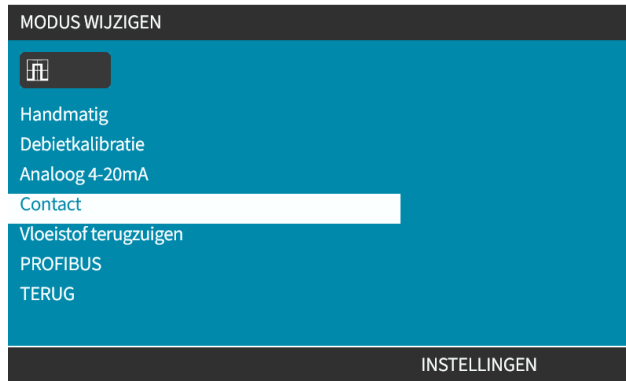 MODUS WIJZIGEN
Handmatig
Debietkalibratie
Analoog 4-20mA
Contact
Vloeistof terugzuigen
PROFIBUS
TERUG
INSTELLINGEN